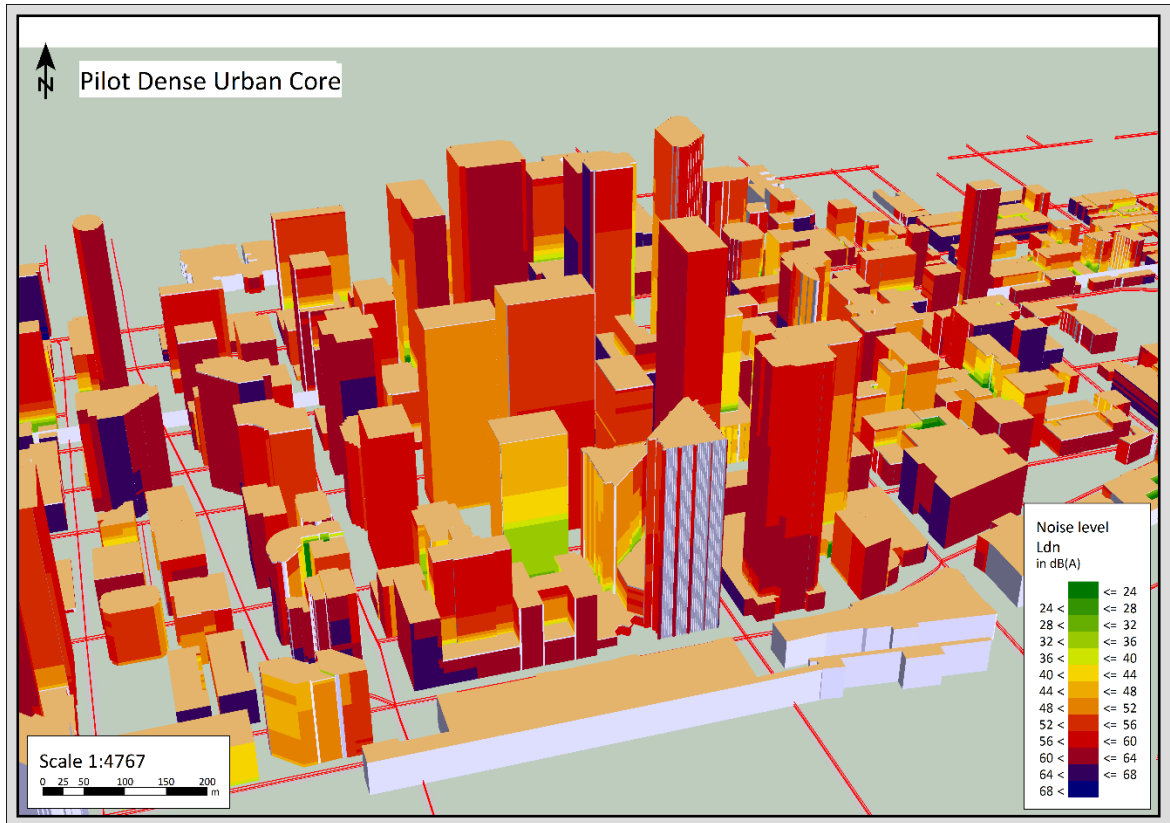 N
Pilot Dense Urban Core
Noise level
Ldn
in dB(A)
<= 24
24 < <= 28
28 < <= 32
32 < <= 36
36 < <= 40
40 < <= 44
44 < <= 48
48 < <= 52
52 < <= 56
56 < <= 60
60 < <= 64
64 < <= 68
68 <
Scale 1:4767
0 25 50 100 150 200
m